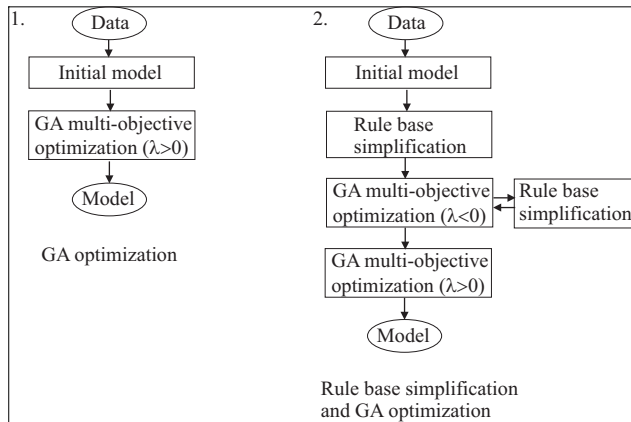 1.
Data
Initial model
GA multi-objective
optimization (λ>0)
Model
GA optimization
2.
Data
Initial model
Rule base
simplification
GA multi-objective
optimization (λ<0)
Rule base
simplification
GA multi-objective
optimization (λ>0)
Model
Rule base simplification
and GA optimization